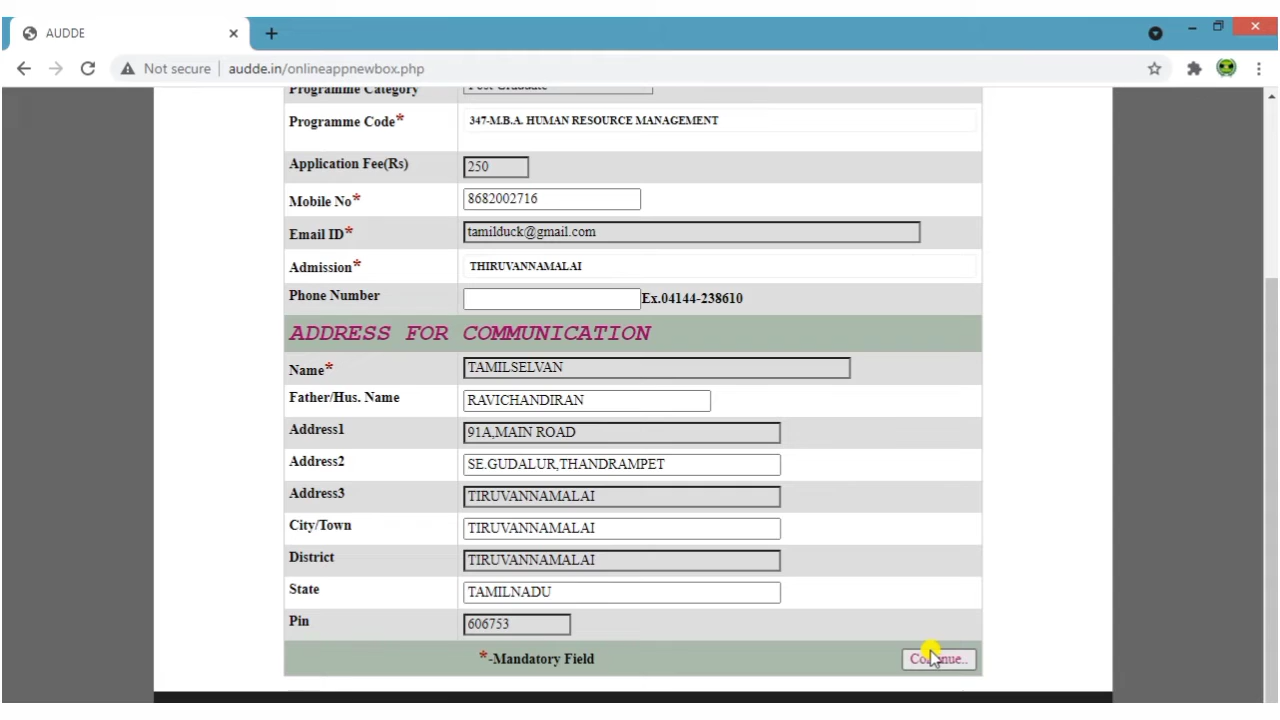 AUDDE
Not secure audde.in/onlineappnewbox.php
Programme Category Post Graduate
Programme Code* 347-M.B.A. HUMAN RESOURCE MANAGEMENT
Application Fee(Rs) 250
Mobile No* 8682002716
Email ID* tamilduck@gmail.com
Admission* THIRUVANNAMALAI
Phone Number Ex.04144-238610
ADDRESS FOR COMMUNICATION
Name* TAMILSELVAN
Father/Hus. Name RAVICHANDIRAN
Address1 91A,MAIN ROAD
Address2 SE.GUDALUR,THANDRAMPET
Address3 TIRUVANNAMALAI
City/Town TIRUVANNAMALAI
District TIRUVANNAMALAI
State TAMILNADU
Pin 606753
*-Mandatory Field Continue..